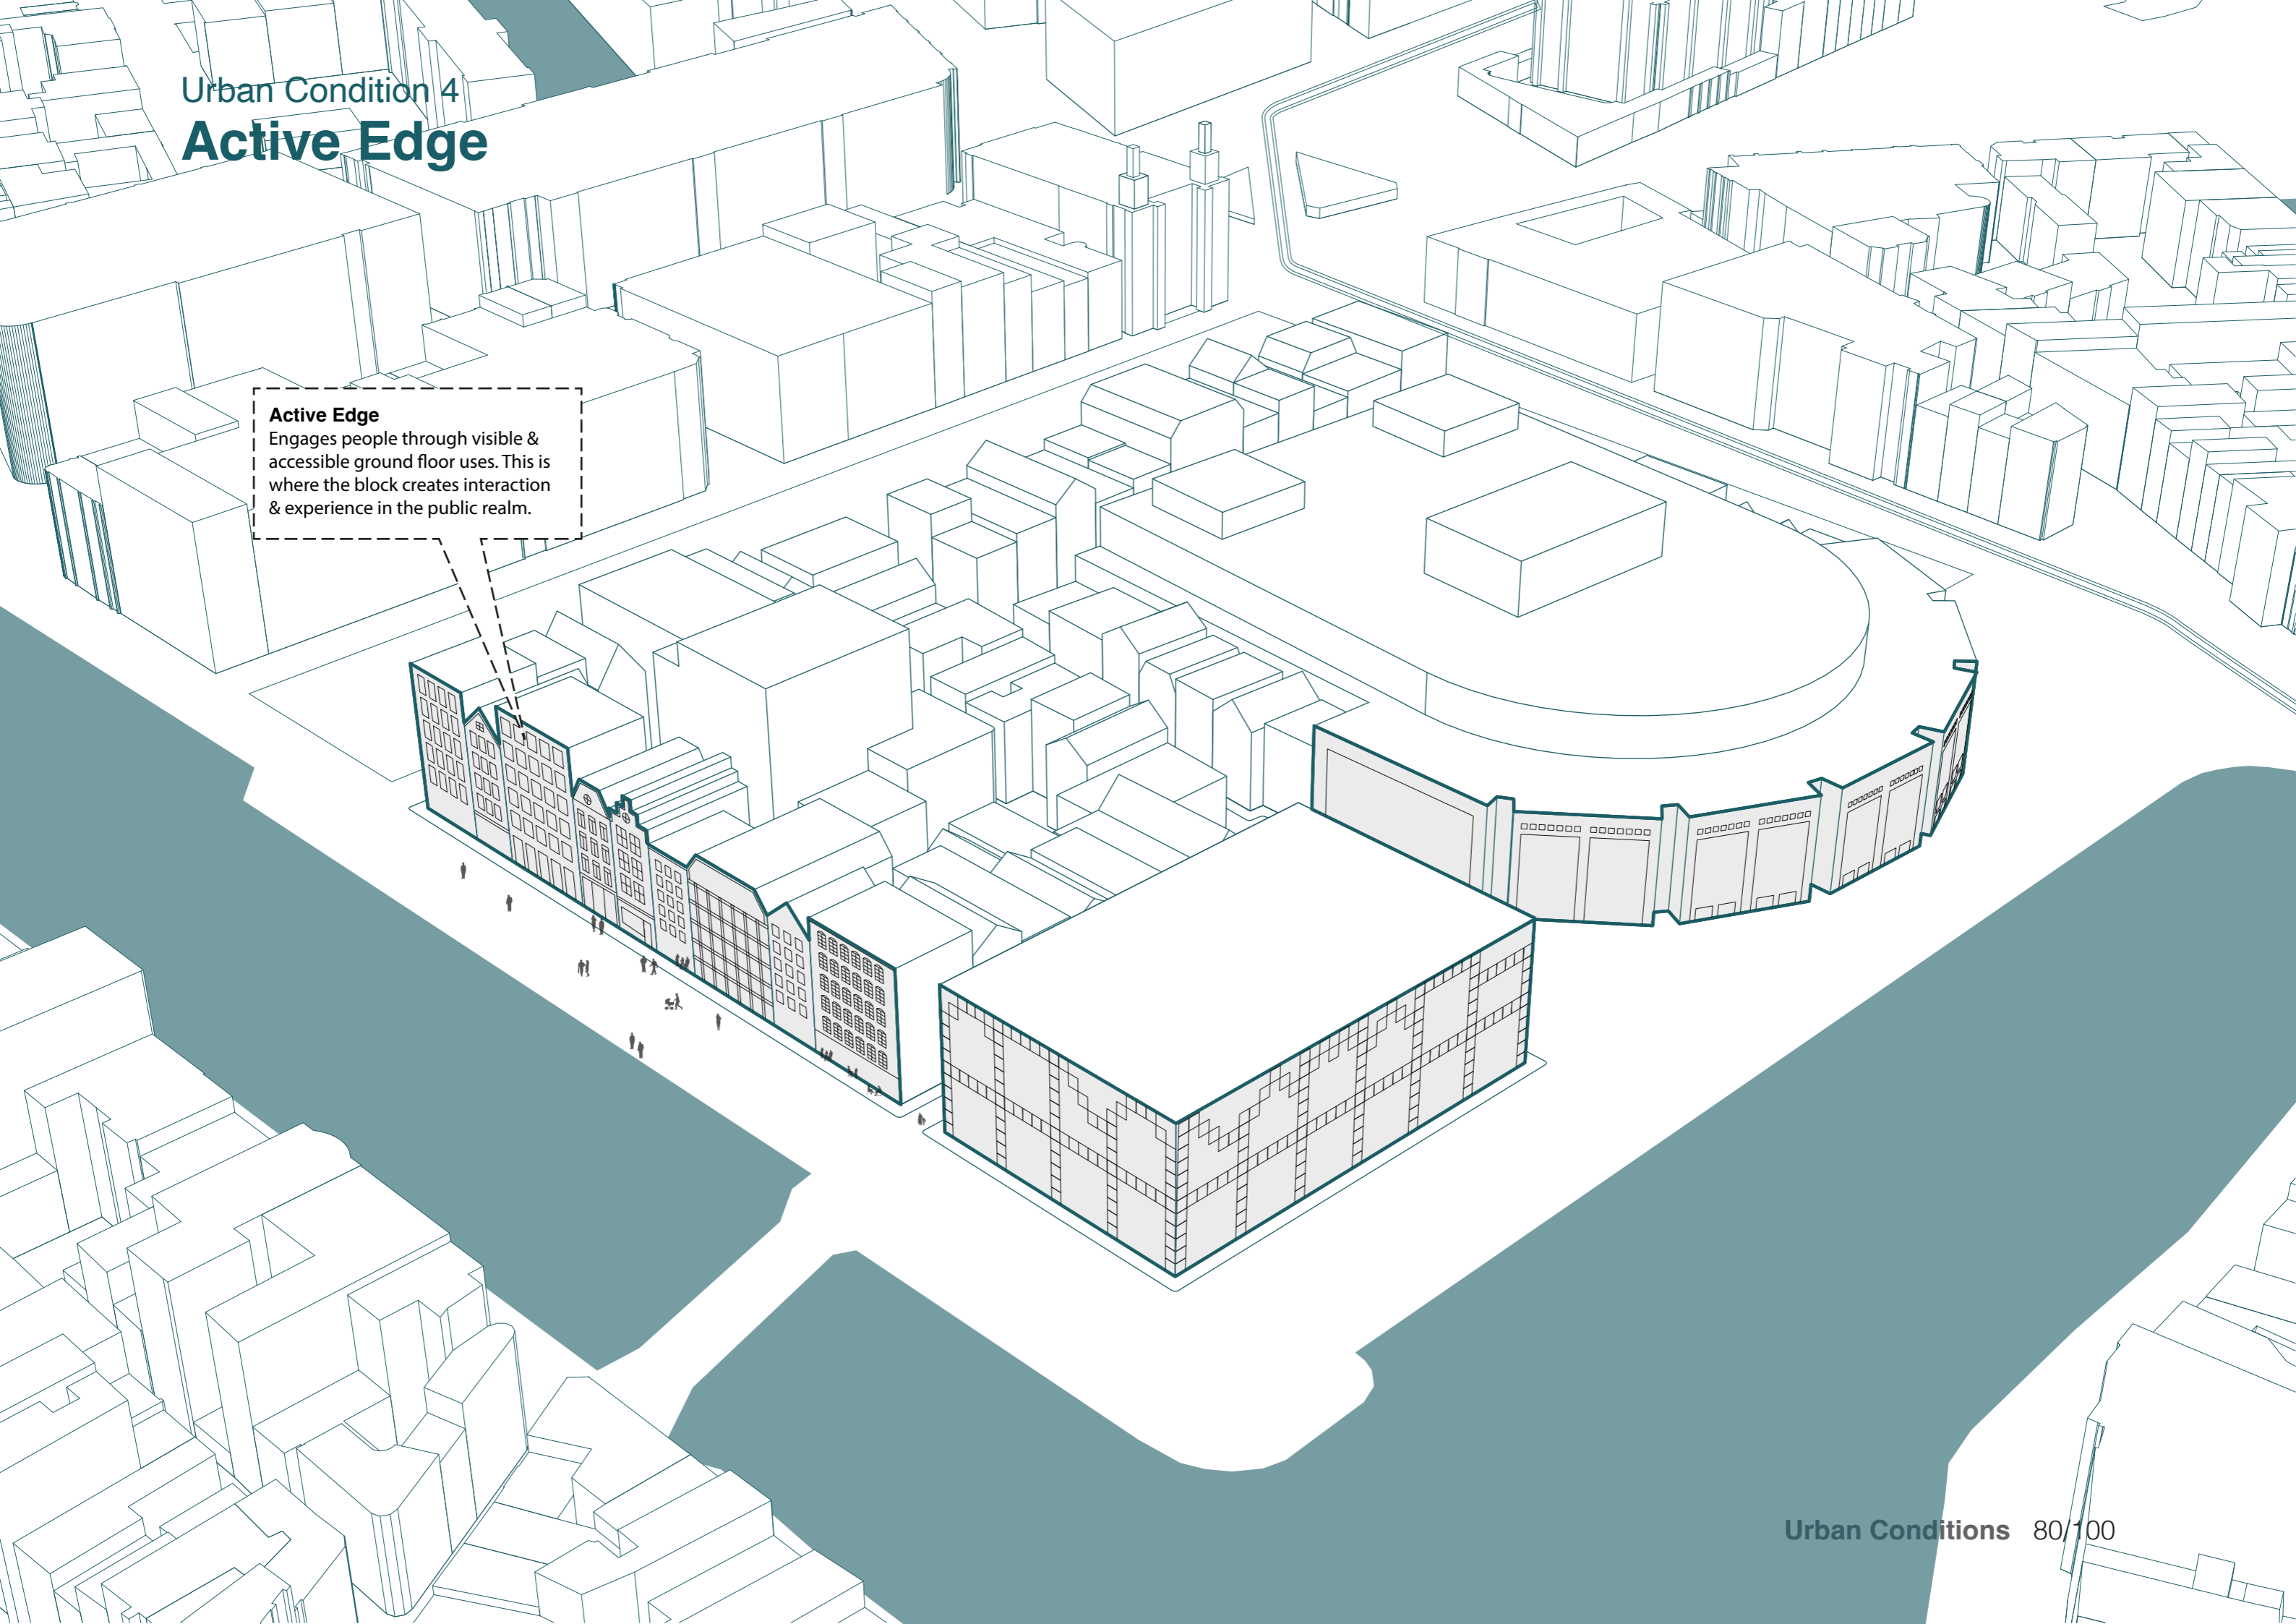 Urban Condition 4
Active Edge
Active Edge
Engages people through visible &
accessible ground floor uses. This is
where the block creates interaction
& experience in the public realm.
Urban Conditions 80/100